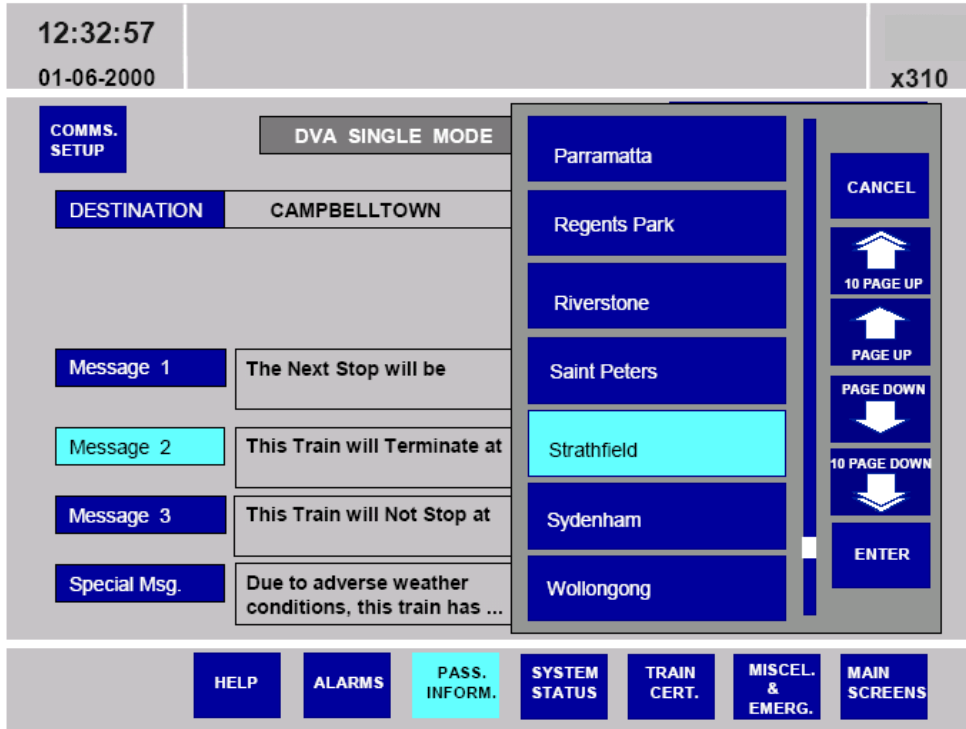 12:32:57
01-06-2000
x310
COMMS.
SETUP
DVA SINGLE MODE
DESTINATION
CAMPBELLTOWN
Message 1
The Next Stop will be
Message 2
This Train will Terminate at
Message 3
This Train will Not Stop at
Special Msg.
Due to adverse weather
conditions, this train has ...
Parramatta
Regents Park
Riverstone
Saint Peters
Strathfield
Sydenham
Wollongong
CANCEL
10 PAGE UP
PAGE UP
PAGE DOWN
10 PAGE DOWN
ENTER
HELP
ALARMS
PASS.
INFORM.
SYSTEM
STATUS
TRAIN
CERT.
MISCEL.
&
EMERG.
MAIN
SCREENS